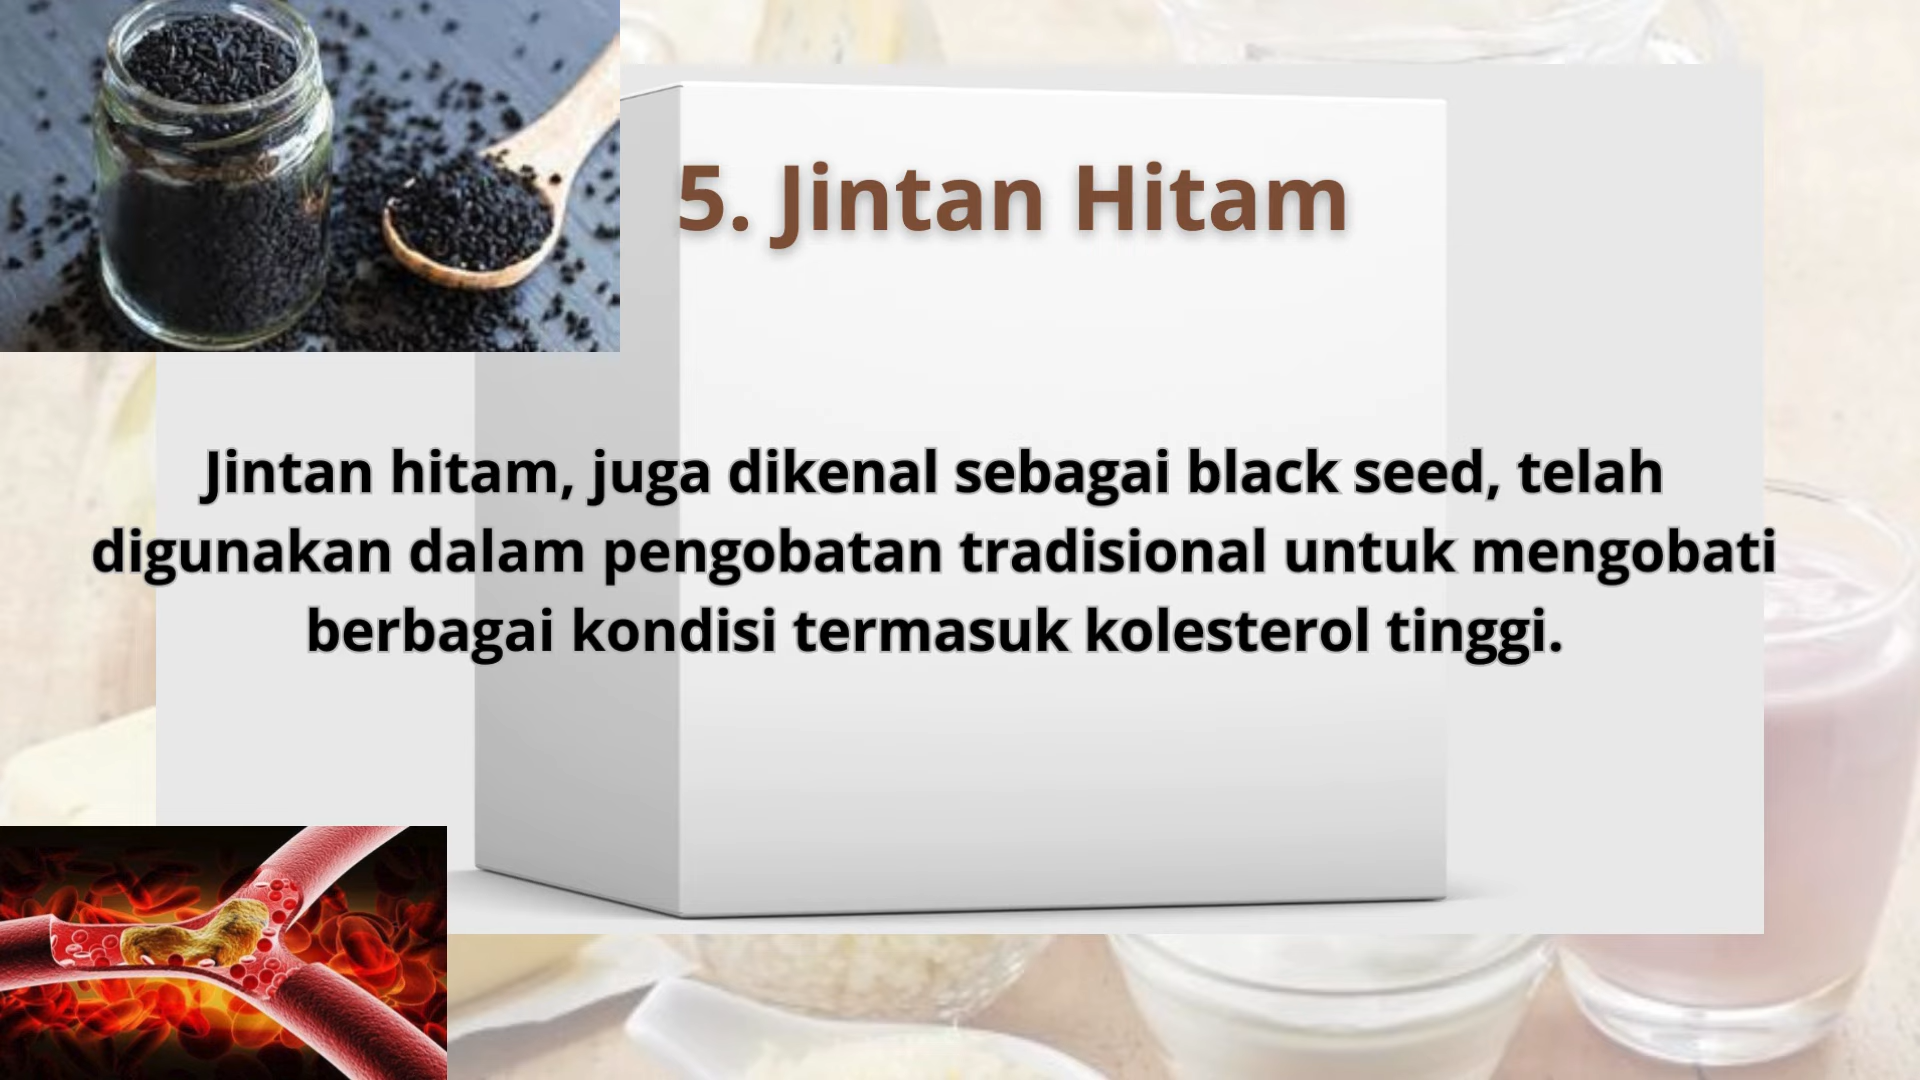 5. Jintan Hitam
Jintan hitam, juga dikenal sebagai black seed, telah
digunakan dalam pengobatan tradisional untuk mengobati
berbagai kondisi termasuk kolesterol tinggi.